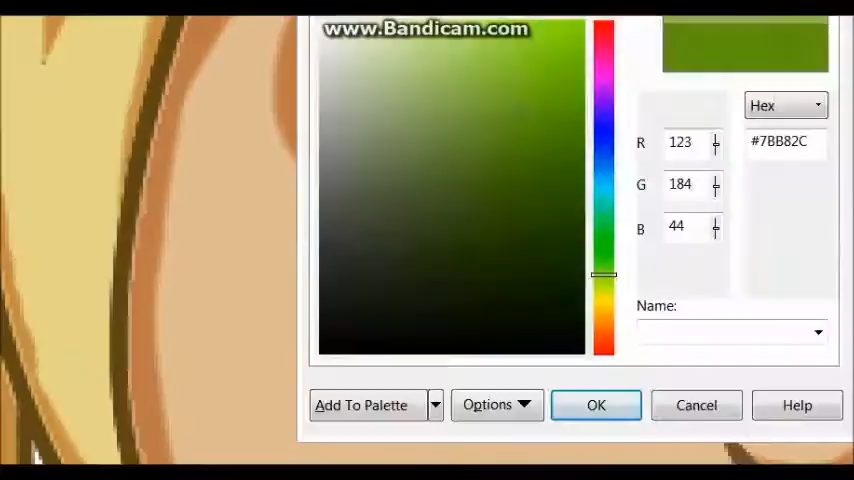 www.Bandicam.com
Hex
R 123 #7BB82C
G 184
B 44
Name:
Add To Palette Options OK Cancel Help